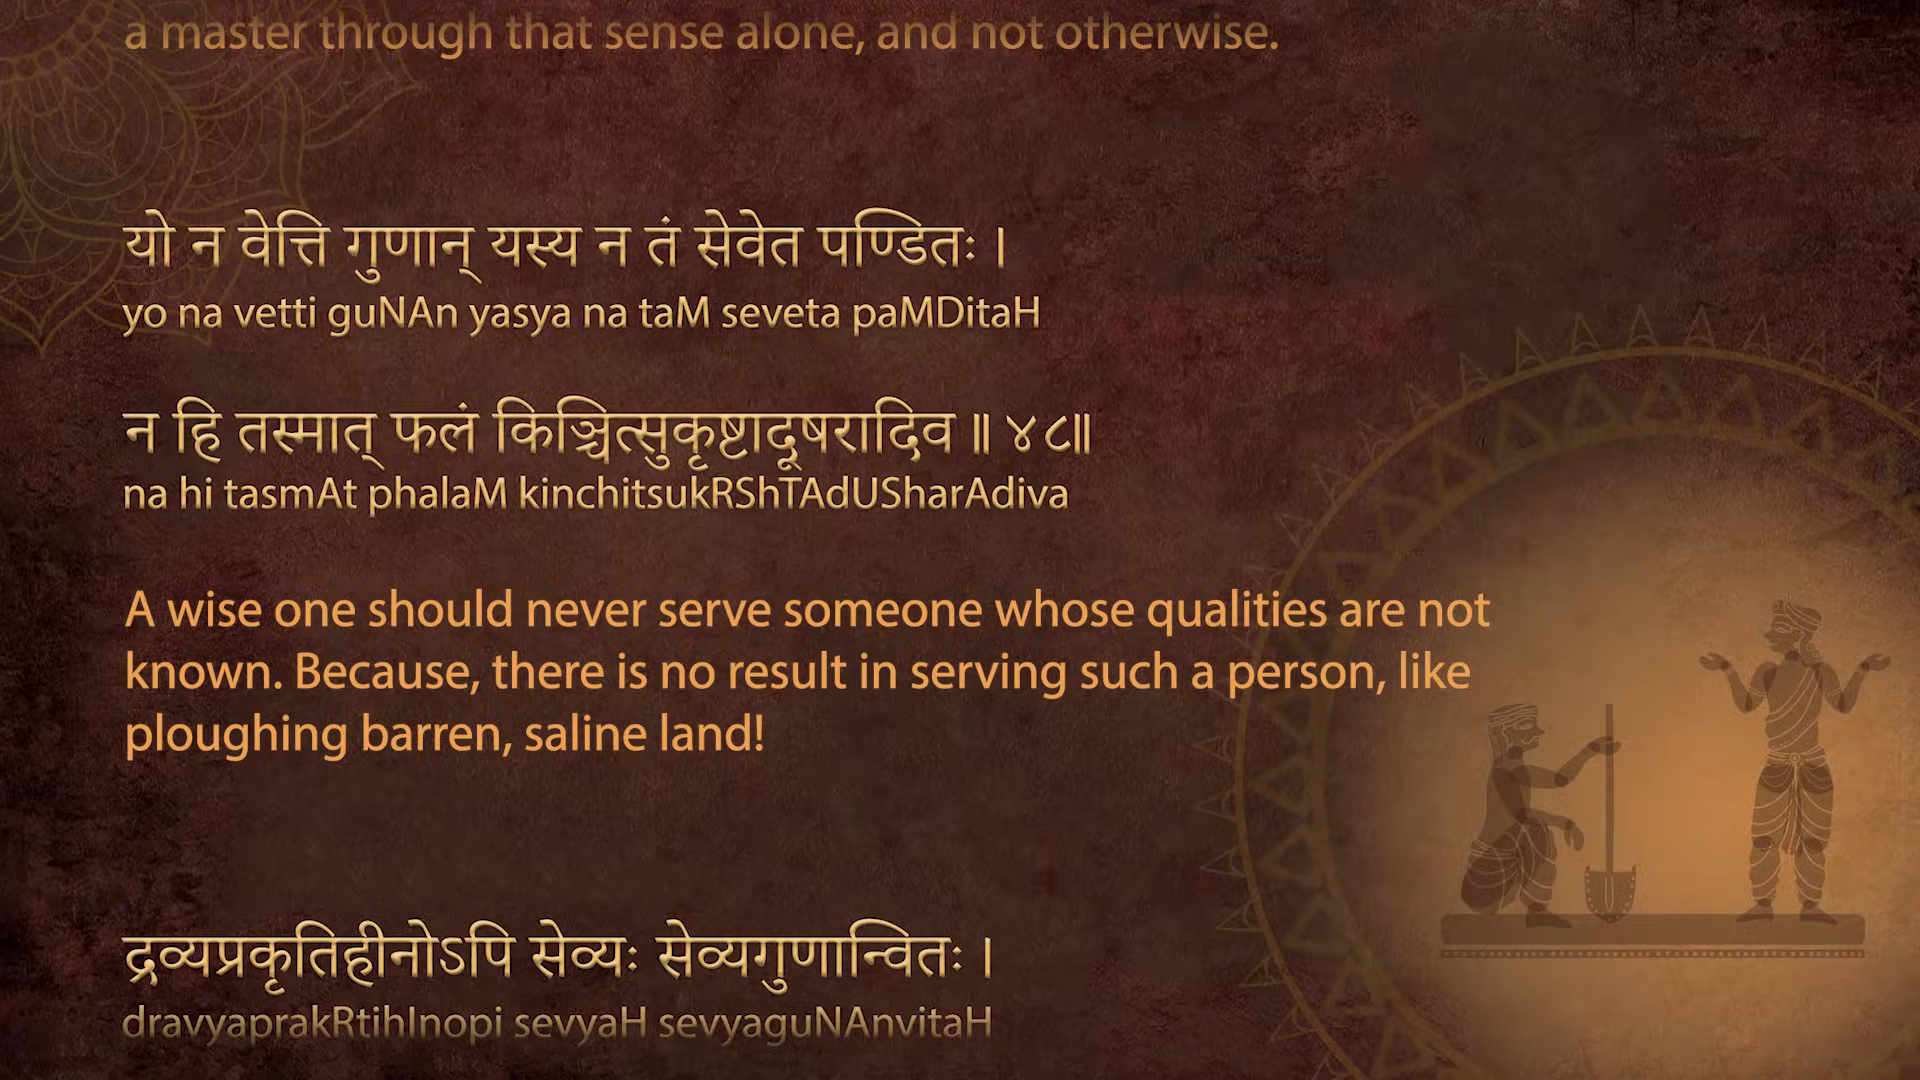 a master through that sense alone, and not otherwise.
यो न वेत्ति गुणान् यस्य न तं सेवेत पण्डितः ।
yo na vetti guNAn yasya na taM seveta paMDitaH
न हि तस्मात् फलं किञ्चित्सुकृष्टादूषरादिव ॥ ४८॥
na hi tasmAt phalaM kinchitsukRShTAdUSharAdiva
A wise one should never serve someone whose qualities are not
known. Because, there is no result in serving such a person, like
ploughing barren, saline land!
द्रव्यप्रकृतिहीनोऽपि सेव्यः सेव्यगुणान्वितः ।
dravyaprakRtihInopi sevyaH sevyaguNAnvitaH